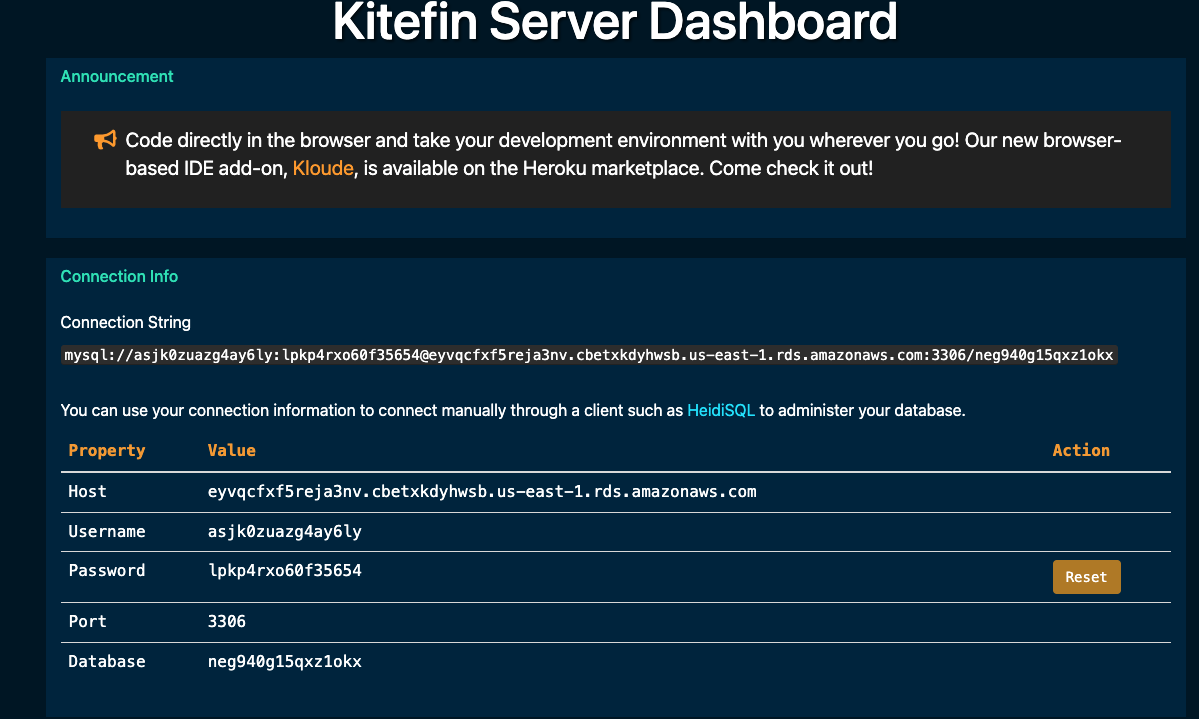 Kitefin Server Dashboard
Announcement
Code directly in the browser and take your development environment with you wherever you go! Our new browser-
based IDE add-on, Kloude, is available on the Heroku marketplace. Come check it out!
Connection Info
Connection String
mysql://asjk0zuazg4ay6ly:lpkp4rxo60f35654@eyvqcfxf5reja3nv.cbetxkdyhwsb.us-east-1.rds.amazonaws.com:3306/neg940g15qxz1okx
You can use your connection information to connect manually through a client such as HeidiSQL to administer your database.
Property Value Action
Host eyvqcfxf5reja3nv.cbetxkdyhwsb.us-east-1.rds.amazonaws.com
Username asjk0zuazg4ay6ly
Password lpkp4rxo60f35654 Reset
Port 3306
Database neg940g15qxz1okx